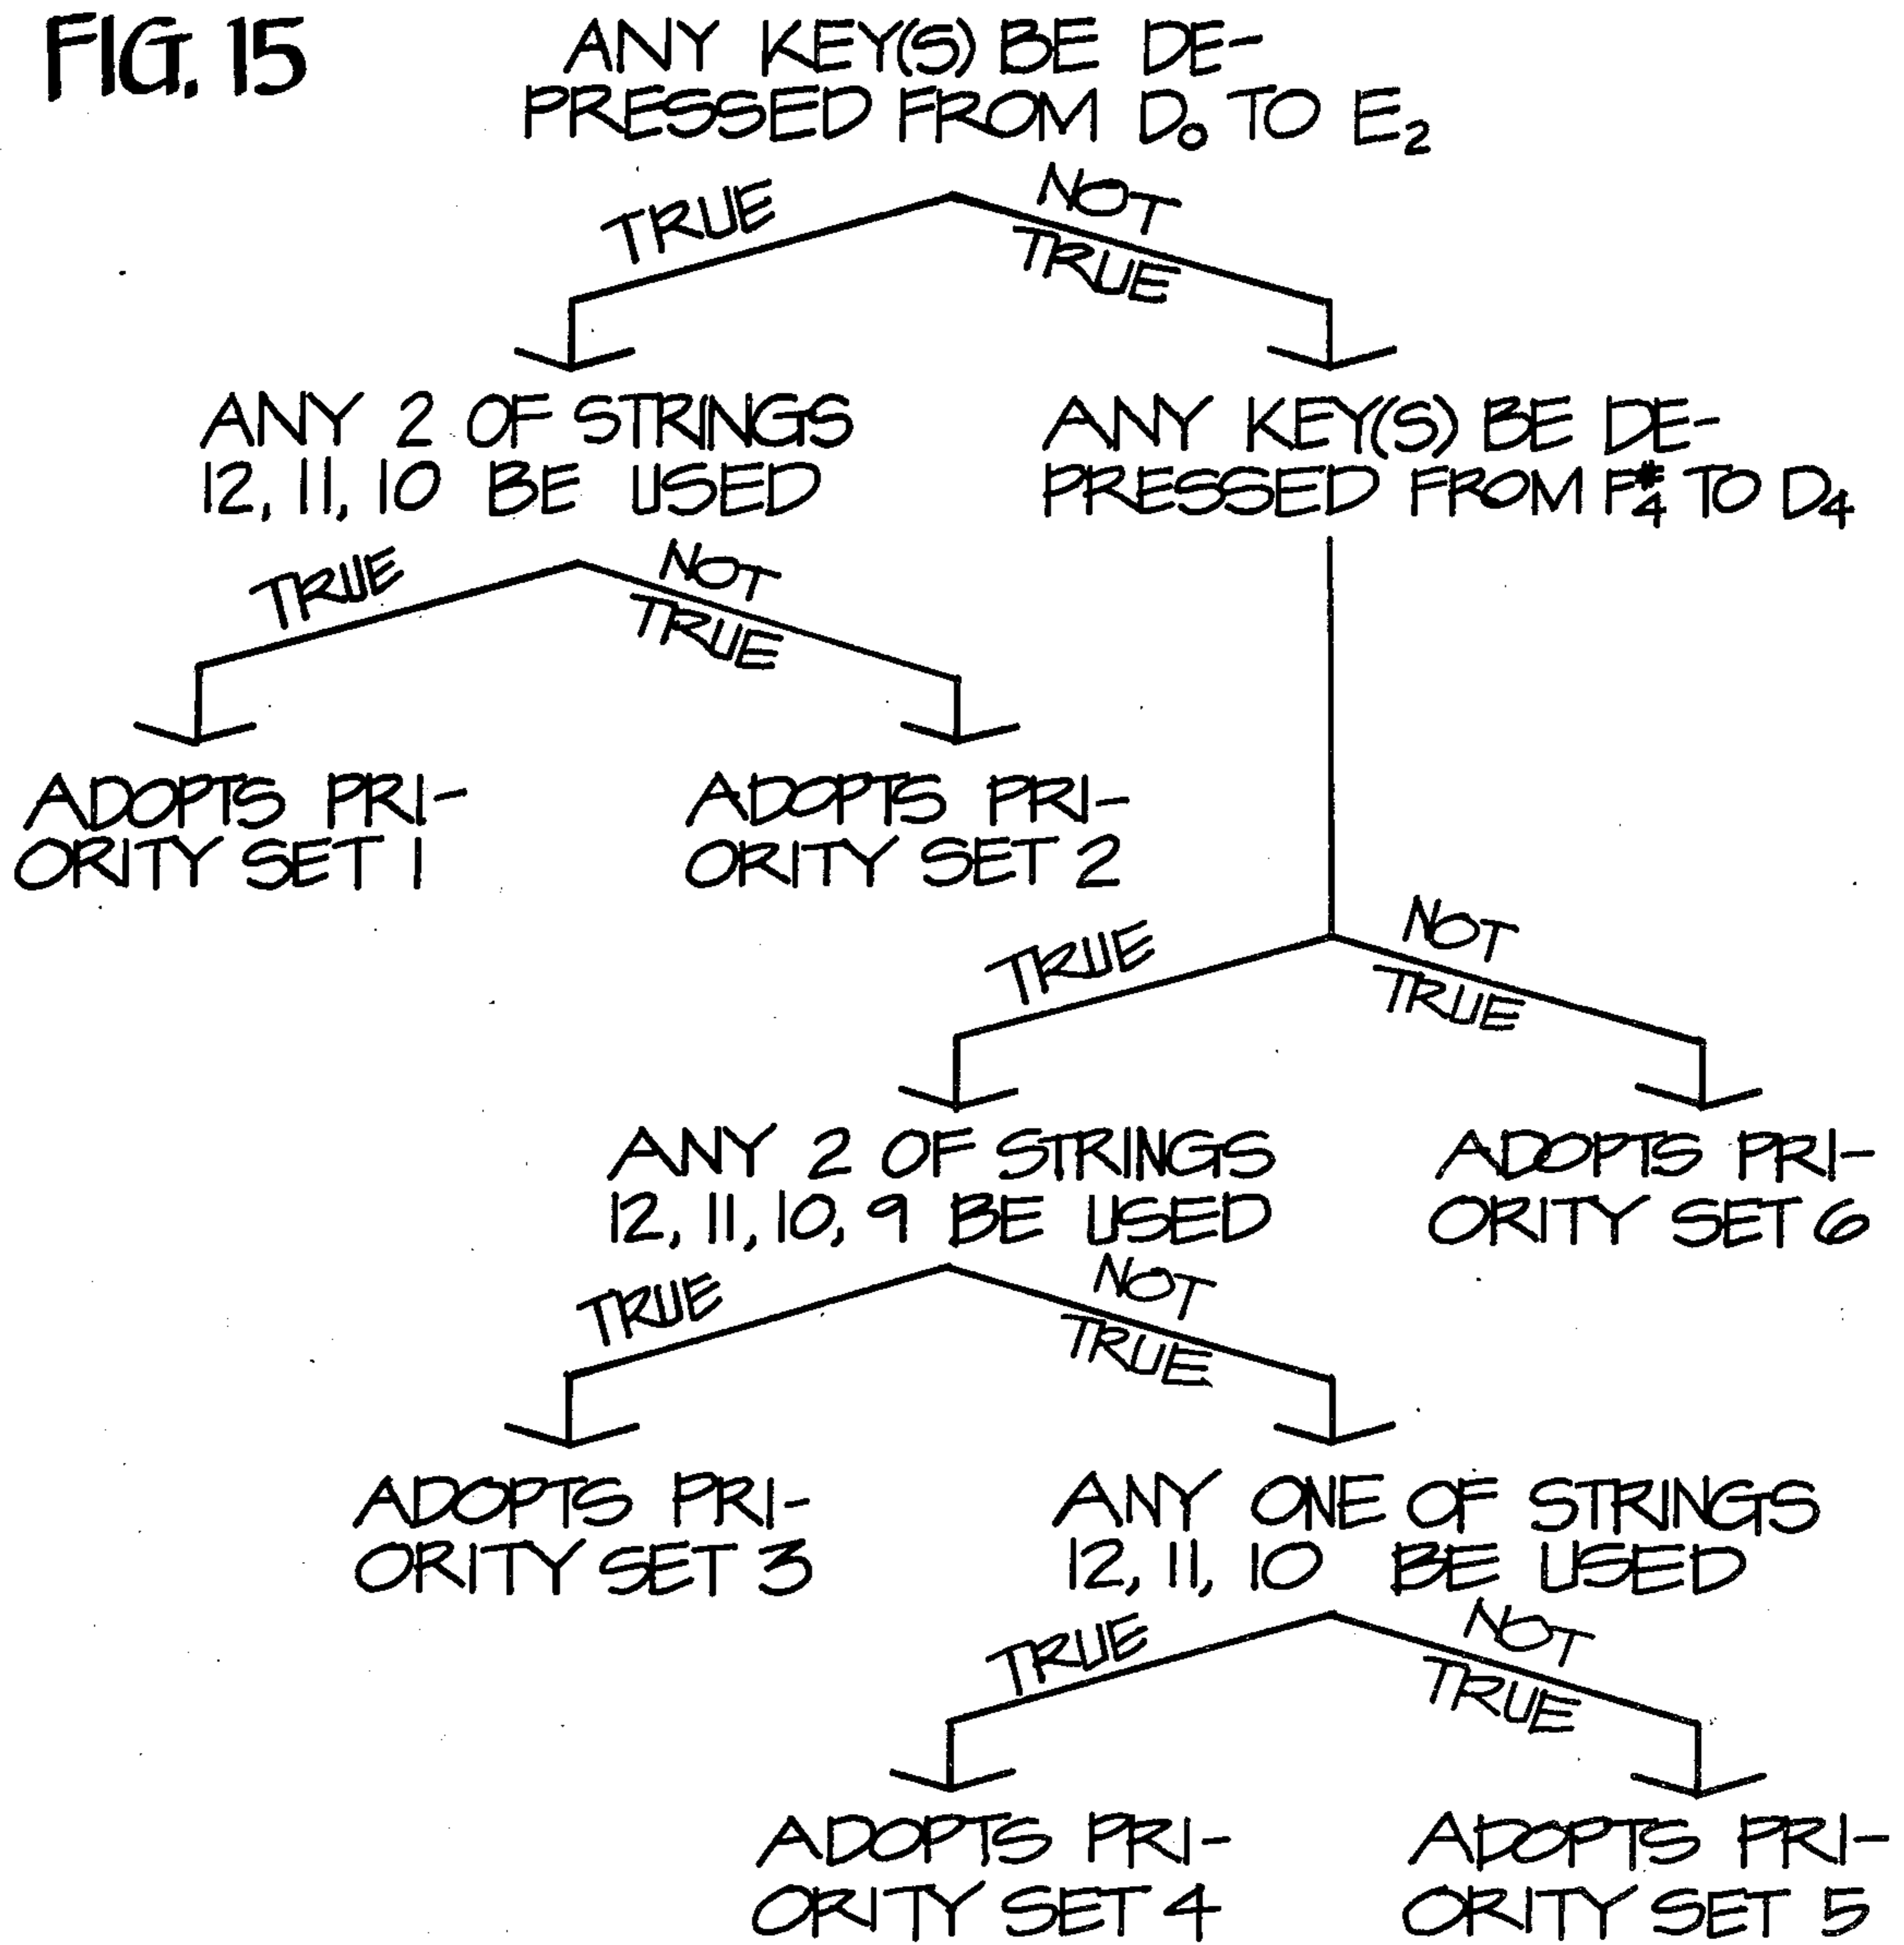 FIG. 15
ANY KEY(S) BE DE-
PRESSED FROM D₀ TO E₂
TRUE
NOT
TRUE
ANY 2 OF STRINGS
12, 11, 10 BE USED
ANY KEY(S) BE DE-
PRESSED FROM F#₄ TO D₄
TRUE
NOT
TRUE
ADOPTS PRI-
ORITY SET 1
ADOPTS PRI-
ORITY SET 2
TRUE
NOT
TRUE
ANY 2 OF STRINGS
12, 11, 10, 9 BE USED
ADOPTS PRI-
ORITY SET 6
TRUE
NOT
TRUE
ADOPTS PRI-
ORITY SET 3
ANY ONE OF STRINGS
12, 11, 10 BE USED
TRUE
NOT
TRUE
ADOPTS PRI-
ORITY SET 4
ADOPTS PRI-
ORITY SET 5